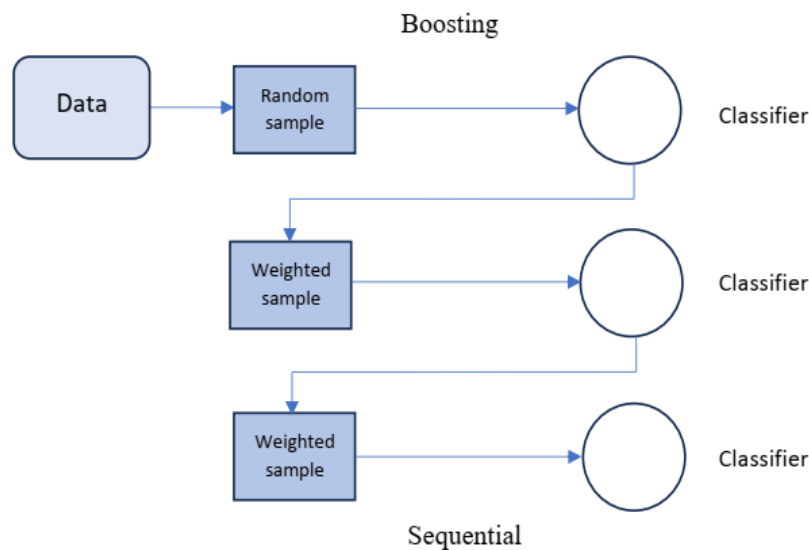 Boosting
Data
Random
sample
Classifier
Weighted
sample
Classifier
Weighted
sample
Classifier
Sequential